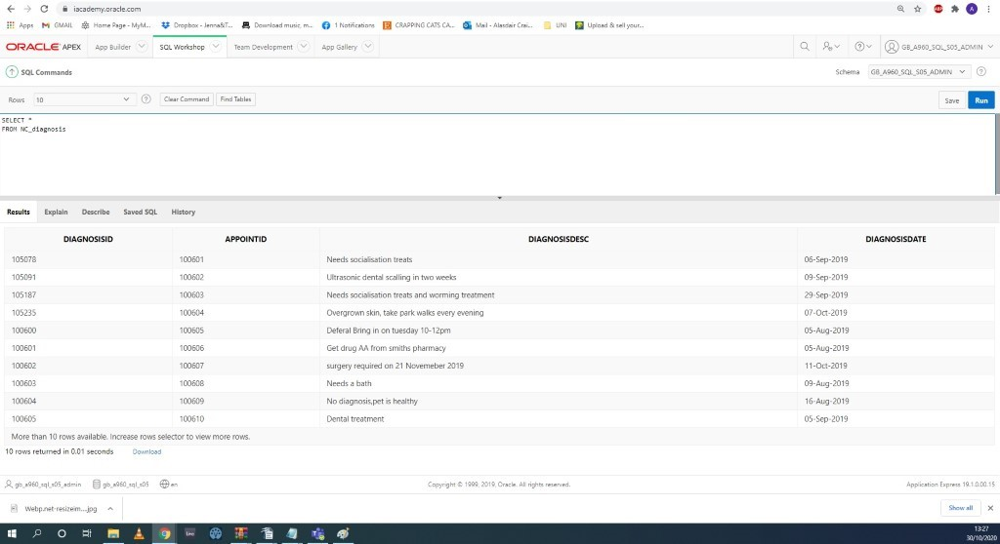 iacademy.oracle.com
Apps
GMAIL
Home Page - MyM...
Dropbox - Jenna&T...
Download music, m...
1 Notifications
CRAPPING CATS CA...
Mail - Alastair Crai...
UNI
Upload & sell your...
ORACLE APEX
App Builder
SQL Workshop
Team Development
App Gallery
GB_A960_SQL_S05_ADMIN
SQL Commands
Schema GB_A960_SQL_S05_ADMIN
Rows 10
Clear Command
Find Tables
Save
Run
SELECT *
FROM NC_diagnosis
Results Explain Describe Saved SQL History
DIAGNOSISID APPOINTID DIAGNOSISDESC DIAGNOSISDATE
105078 100601 Needs socialisation treats 06-Sep-2019
105091 100602 Ultrasonic dental scalling in two weeks 09-Sep-2019
105187 100603 Needs socialisation treats and worming treatment 29-Sep-2019
105235 100604 Overgrown skin, take park walks every evening 07-Oct-2019
100600 100605 Deferal Bring in on tuesday 10-12pm 05-Aug-2019
100601 100606 Get drug AA from smiths pharmacy 05-Aug-2019
100602 100607 surgery required on 21 Novemeber 2019 11-Oct-2019
100603 100608 Needs a bath 09-Aug-2019
100604 100609 No diagnosis,pet is healthy 16-Aug-2019
100605 100610 Dental treatment 05-Sep-2019
More than 10 rows available. Increase rows selector to view more rows.
10 rows returned in 0.01 seconds Download
gb_a960_sql_s05_admin gb_a960_sql_s05 en Copyright © 1999, 2019, Oracle. All rights reserved. Application Express 19.1.0.00.15
Webp.net-resizeim....jpg
Show all
13:27
30/10/2020